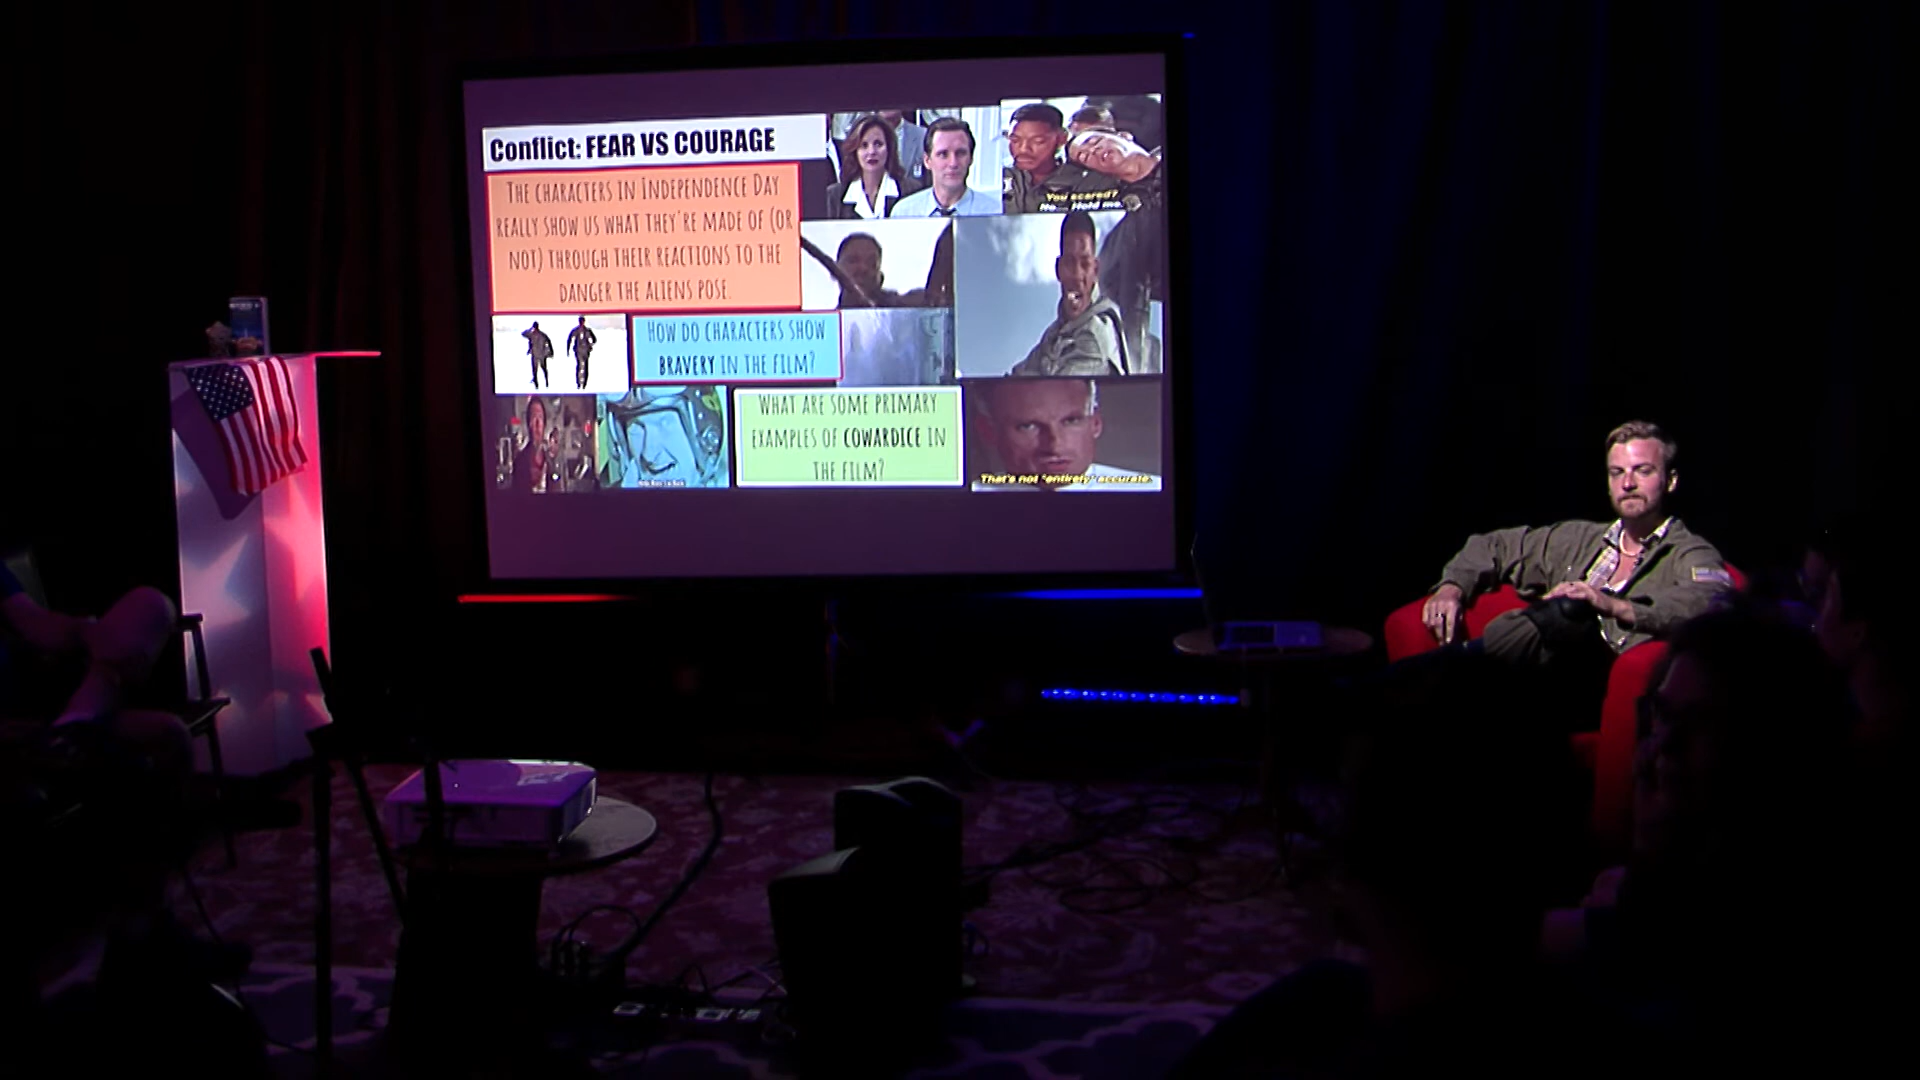 Conflict: FEAR VS COURAGE
THE CHARACTERS IN INDEPENDENCE DAY
REALLY SHOW US WHAT THEY'RE MADE OF (OR
NOT) THROUGH THEIR REACTIONS TO THE
DANGER THE ALIENS POSE.
You scared?
No... Hold me.
HOW DO CHARACTERS SHOW
BRAVERY IN THE FILM?
WHAT ARE SOME PRIMARY
EXAMPLES OF COWARDICE IN
THE FILM?
That's not "entirely" accurate.